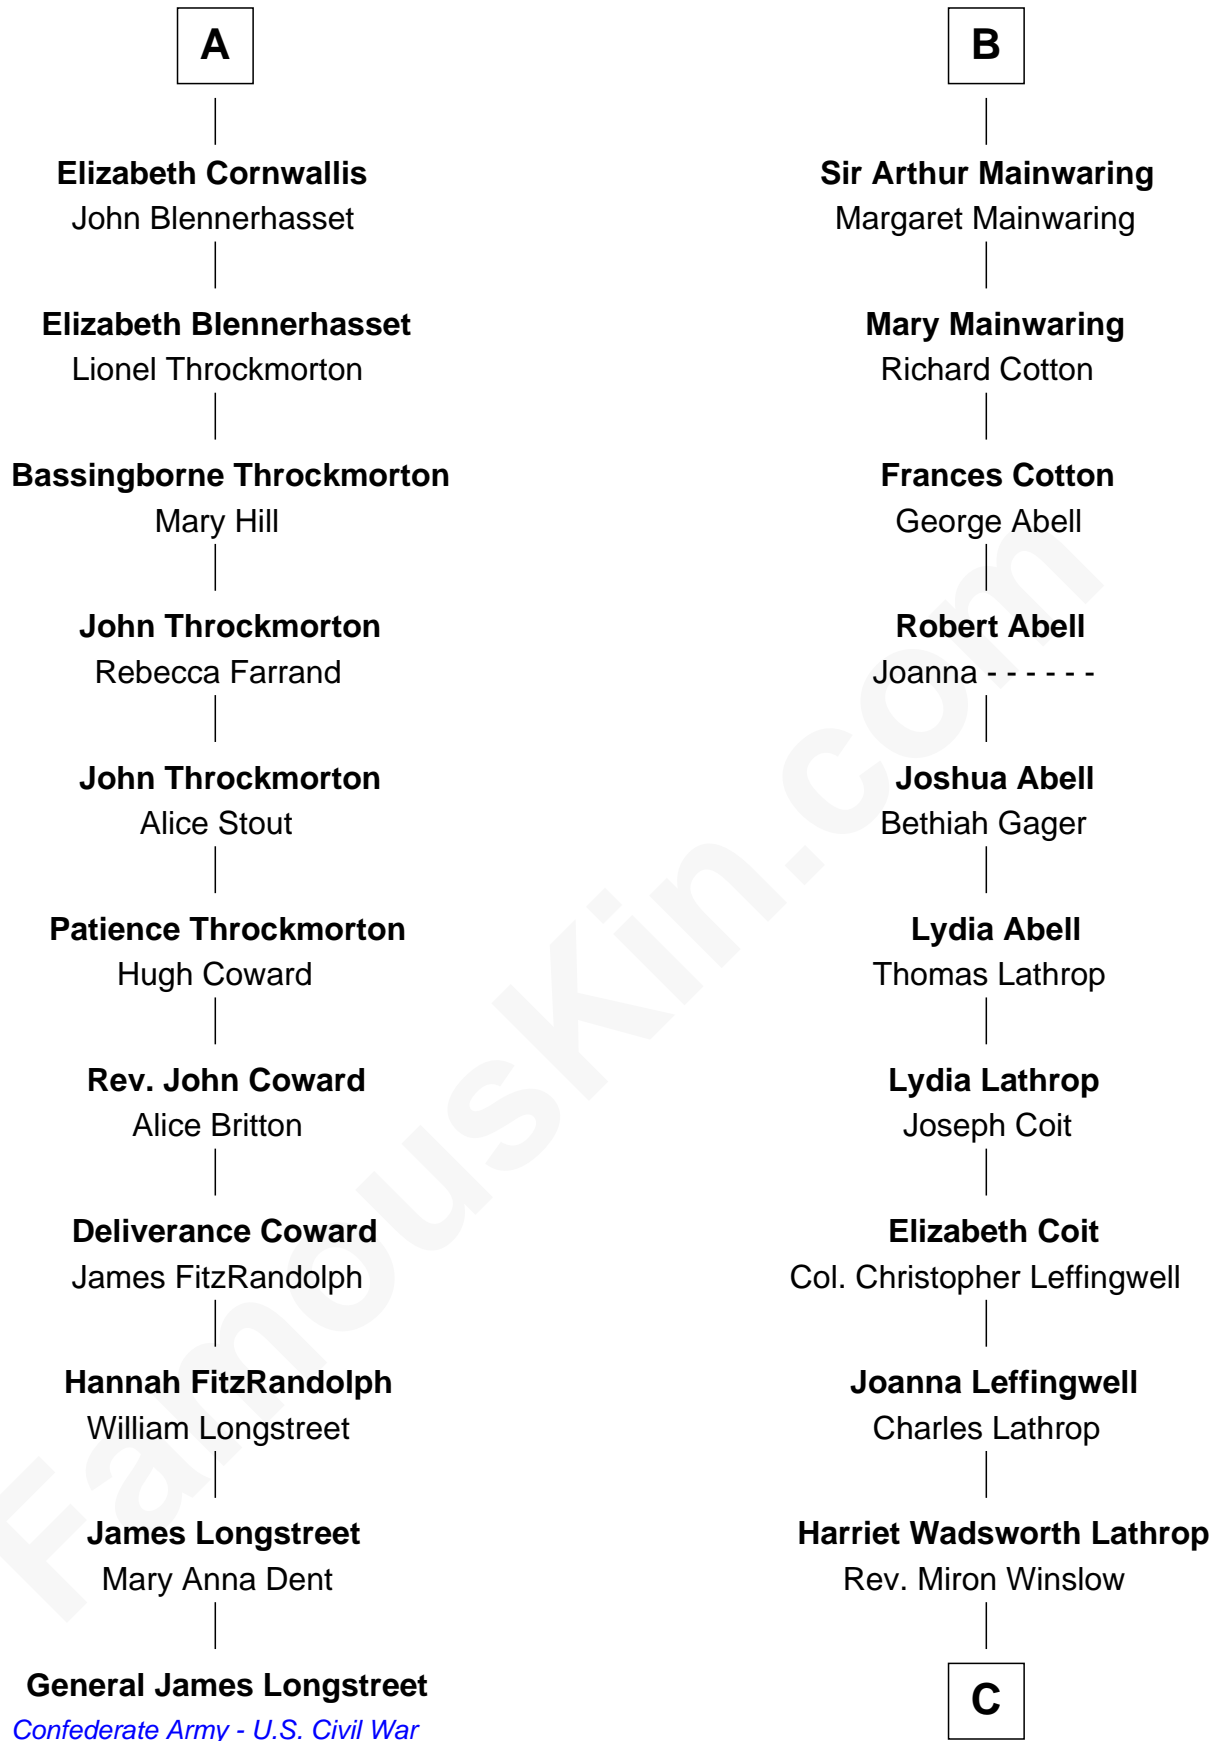 A
Elizabeth Cornwallis
John Blennerhasset
Elizabeth Blennerhasset
Lionel Throckmorton
Bassingborne Throckmorton
Mary Hill
John Throckmorton
Rebecca Farrand
John Throckmorton
Alice Stout
Patience Throckmorton
Hugh Coward
Rev. John Coward
Alice Britton
Deliverance Coward
James FitzRandolph
Hannah FitzRandolph
William Longstreet
James Longstreet
Mary Anna Dent
General James Longstreet
Confederate Army - U.S. Civil War
B
Sir Arthur Mainwaring
Margaret Mainwaring
Mary Mainwaring
Richard Cotton
Frances Cotton
George Abell
Robert Abell
Joanna - - - - - -
Joshua Abell
Bethiah Gager
Lydia Abell
Thomas Lathrop
Lydia Lathrop
Joseph Coit
Elizabeth Coit
Col. Christopher Leffingwell
Joanna Leffingwell
Charles Lathrop
Harriet Wadsworth Lathrop
Rev. Miron Winslow
C
FamousKin.com